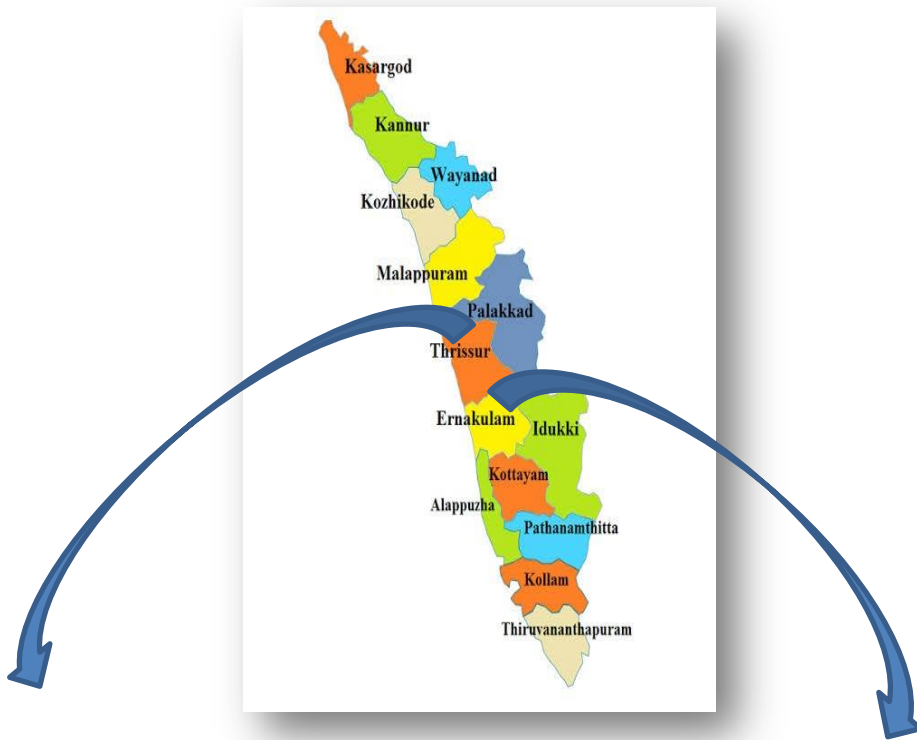 Kasargod
Kannur
Wayanad
Kozhikode
Malappuram
Palakkad
Thrissur
Ernakulam
Idukki
Kottayam
Alappuzha
Pathanamthitta
Kollam
Thiruvananthapuram